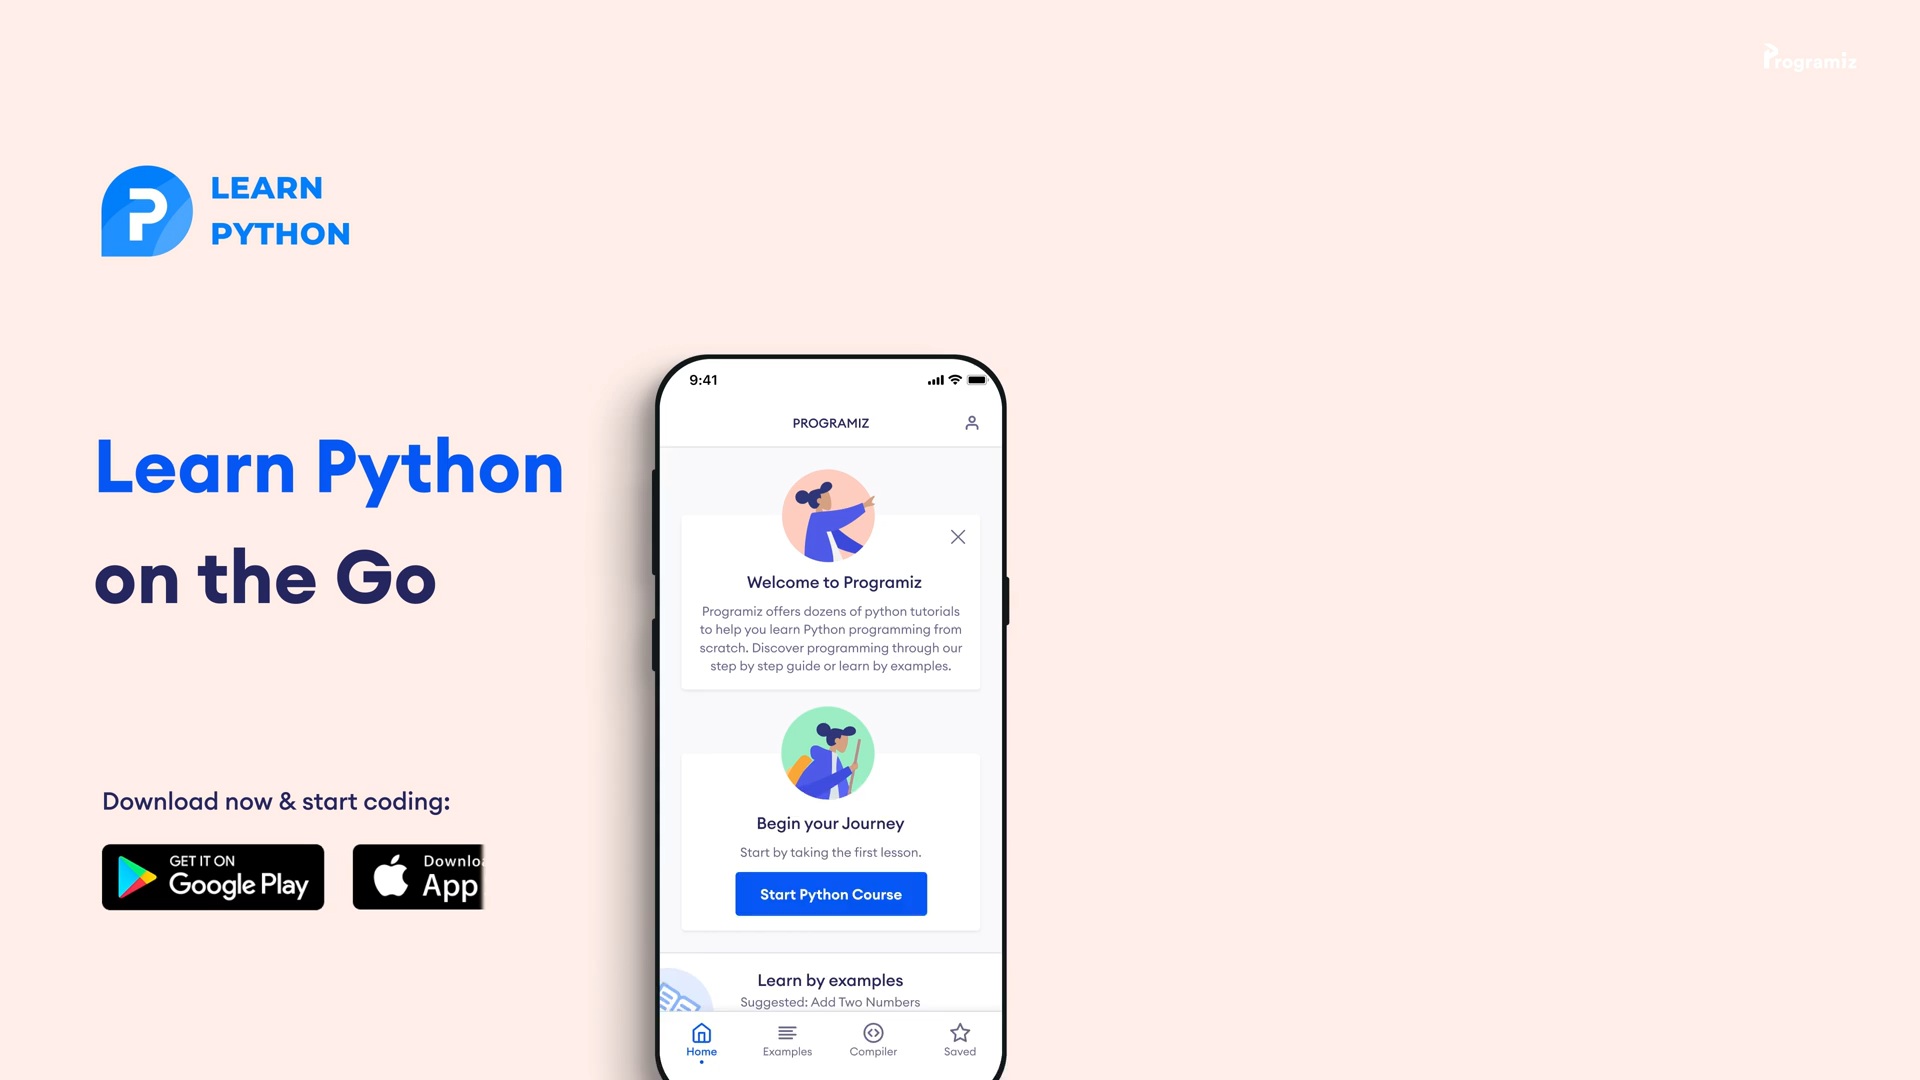 Programiz
LEARN
PYTHON
Learn Python
on the Go
Download now & start coding:
GET IT ON
Google Play
App
9:41
PROGRAMIZ
Welcome to Programiz
Programiz offers dozens of python tutorials
to help you learn Python programming from
scratch. Discover programming through our
step by step guide or learn by examples.
Begin your Journey
Start by taking the first lesson.
Start Python Course
Learn by examples
Suggested: Add Two Numbers
Home
Examples
Compiler
Saved